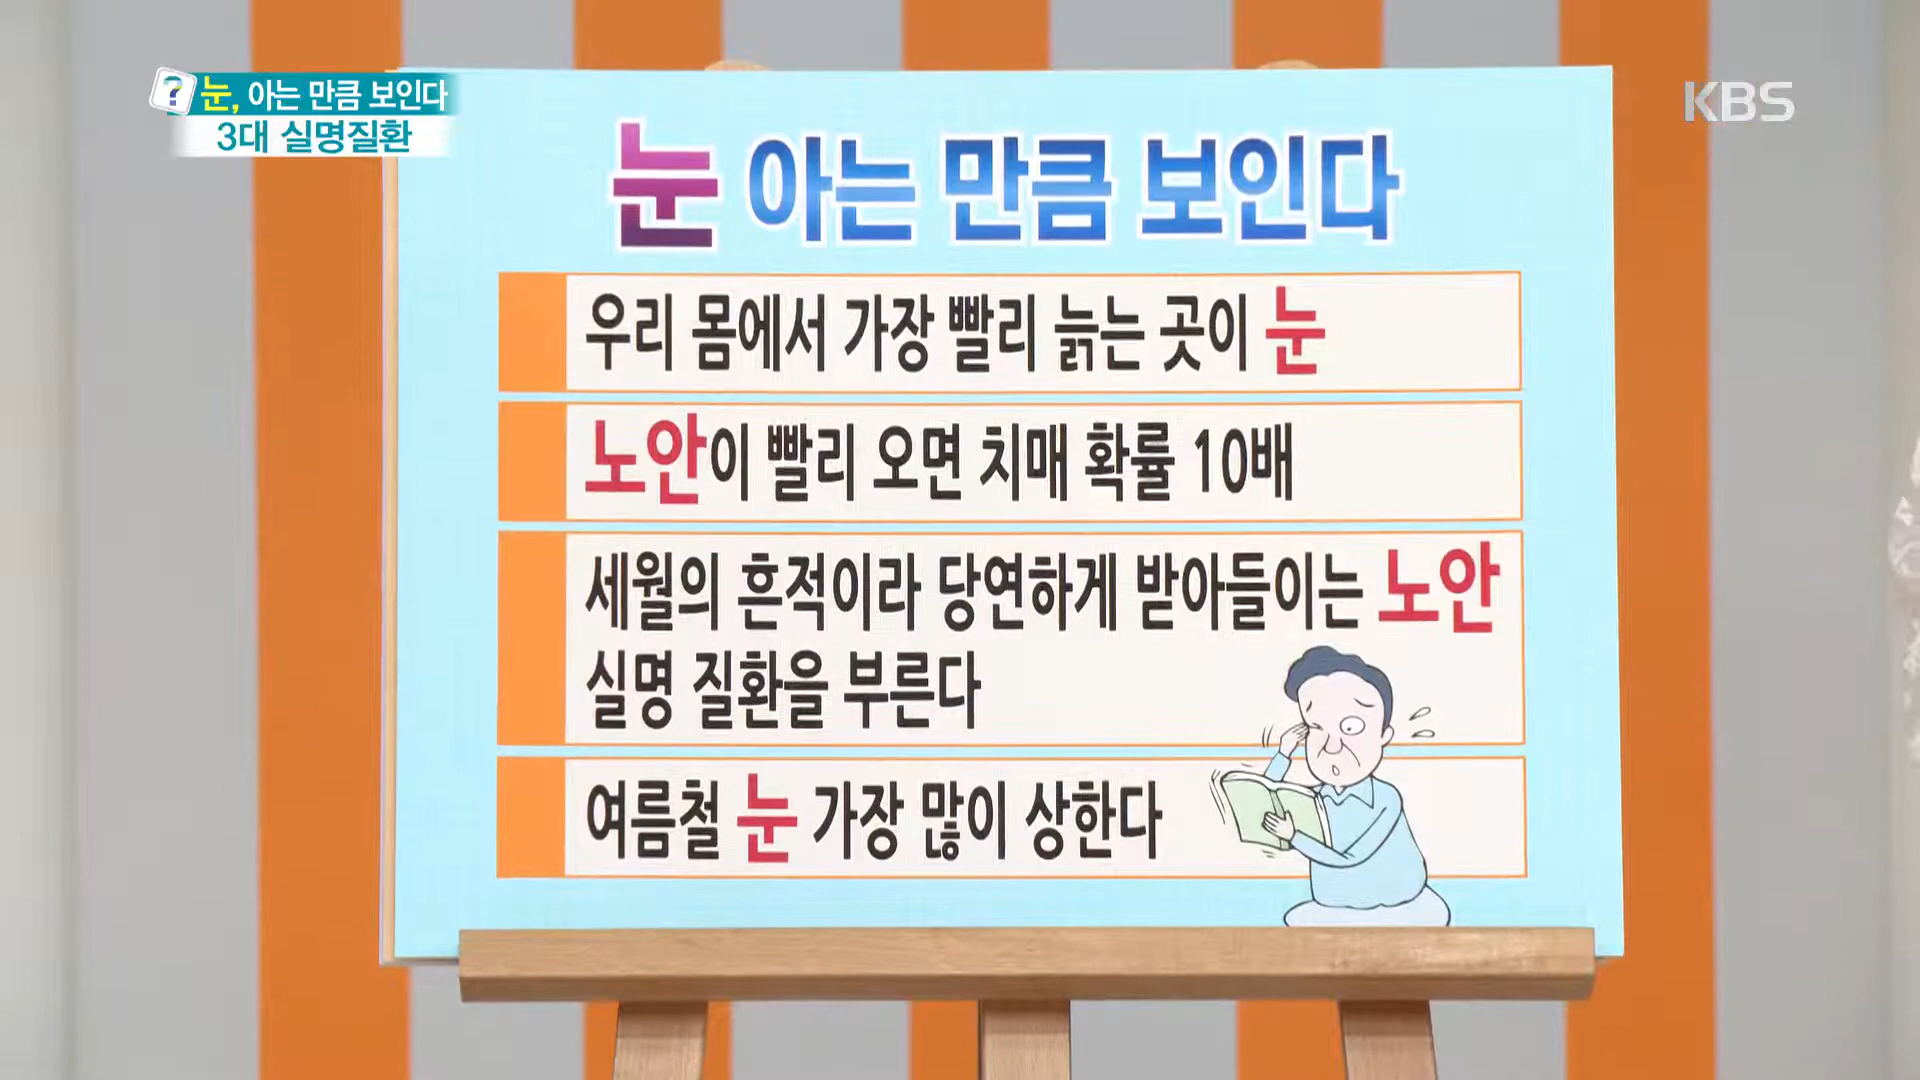 눈, 아는 만큼 보인다
3대 실명질환
KBS
눈 아는 만큼 보인다
우리 몸에서 가장 빨리 늙는 곳이 눈
노안이 빨리 오면 치매 확률 10배
세월의 흔적이라 당연하게 받아들이는 노안
실명 질환을 부른다
여름철 눈 가장 많이 상한다